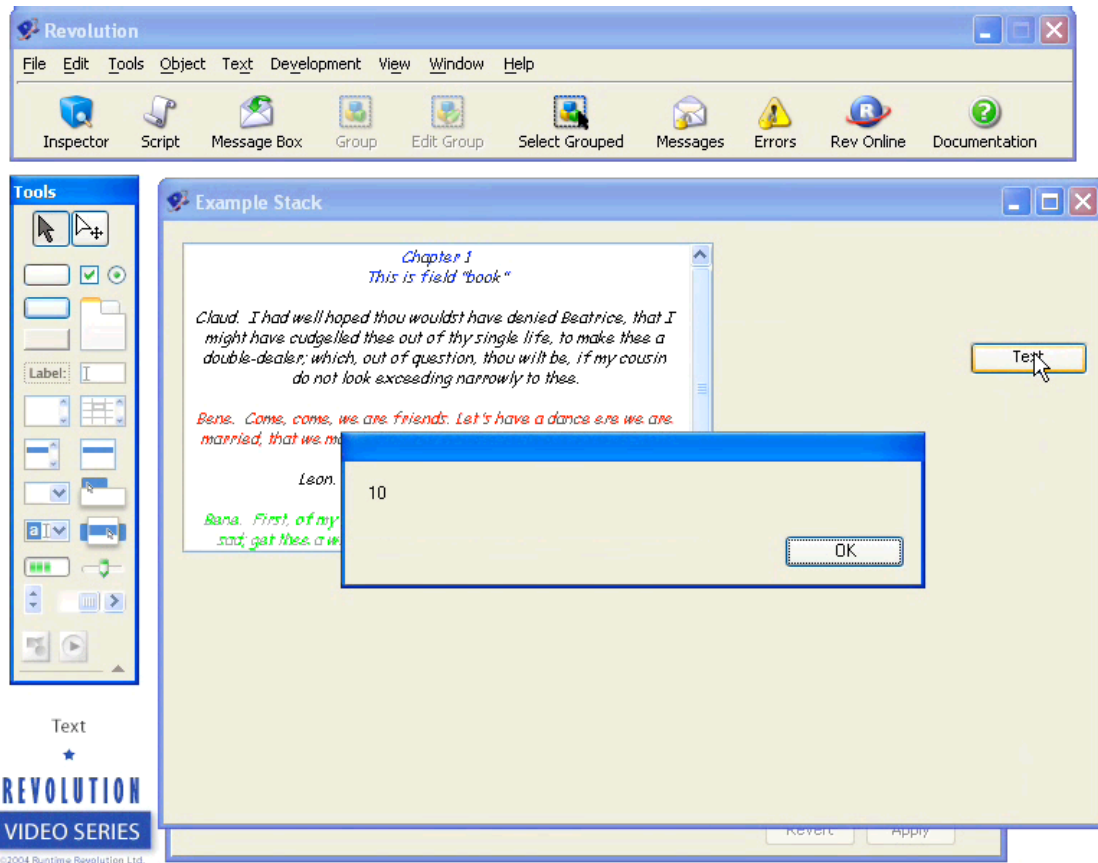 Revolution
File Edit Tools Object Text Development View Window Help
Inspector Script Message Box Group Edit Group Select Grouped Messages Errors Rev Online Documentation
Tools
Example Stack
Chapter 1
This is field "book"
Claud. I had well hoped thou wouldst have denied Beatrice, that I
might have cudgelled thee out of thy single life, to make thee a
double-dealer; which, out of question, thou wilt be, if my cousin
do not look exceeding narrowly to thee.
Text
Label:
Bene. Come, come, we are friends. Let's have a dance ere we are
married, that we
Leon.
10
Bene. First, of my
sad; get thee a
OK
Text
REVOLUTION
VIDEO SERIES
©2004 Runtime Revolution Ltd.
Revert Apply